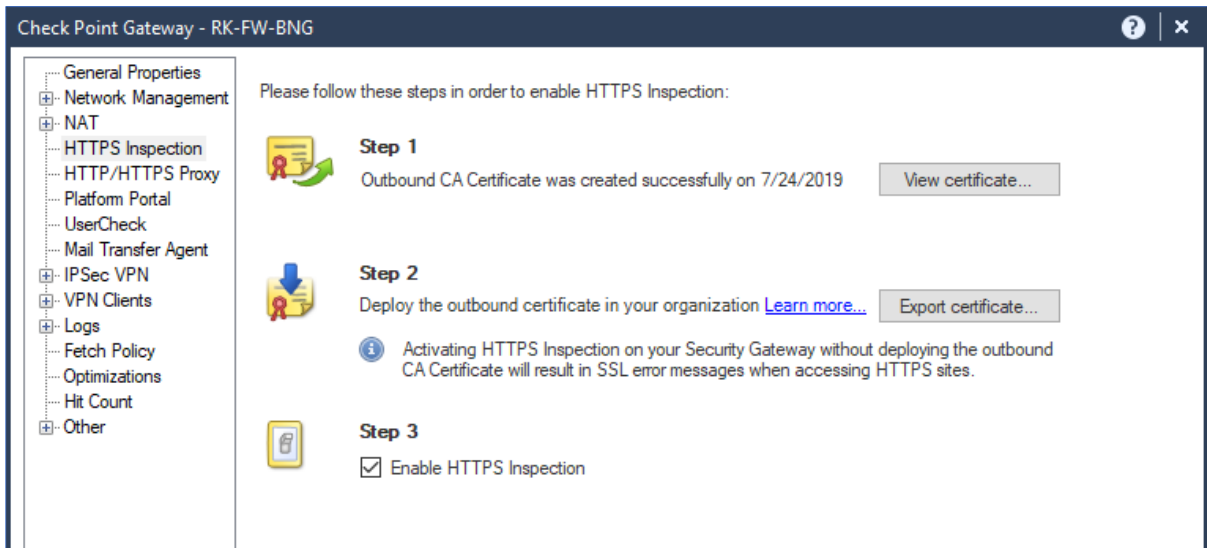 Check Point Gateway - RK-FW-BNG
General Properties
Network Management
NAT
HTTPS Inspection
HTTP/HTTPS Proxy
Platform Portal
UserCheck
Mail Transfer Agent
IPSec VPN
VPN Clients
Logs
Fetch Policy
Optimizations
Hit Count
Other
Please follow these steps in order to enable HTTPS Inspection:
Step 1
Outbound CA Certificate was created successfully on 7/24/2019
View certificate...
Step 2
Deploy the outbound certificate in your organization Learn more...
Export certificate...
Activating HTTPS Inspection on your Security Gateway without deploying the outbound
CA Certificate will result in SSL error messages when accessing HTTPS sites.
Step 3
Enable HTTPS Inspection